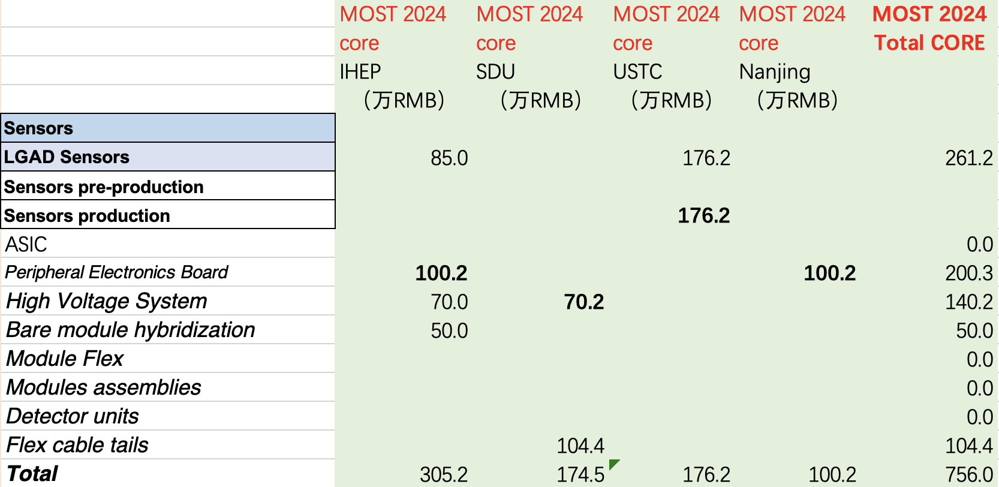 MOST 2024 MOST 2024 MOST 2024 MOST 2024 MOST 2024
core core core core Total CORE
IHEP SDU USTC Nanjing
（万RMB） （万RMB） （万RMB） （万RMB）
Sensors
LGAD Sensors 85.0 176.2 261.2
Sensors pre-production
Sensors production 176.2
ASIC 0.0
Peripheral Electronics Board 100.2 100.2 200.3
High Voltage System 70.0 70.2 140.2
Bare module hybridization 50.0 50.0
Module Flex 0.0
Modules assemblies 0.0
Detector units 0.0
Flex cable tails 104.4 104.4
Total 305.2 174.5 176.2 100.2 756.0